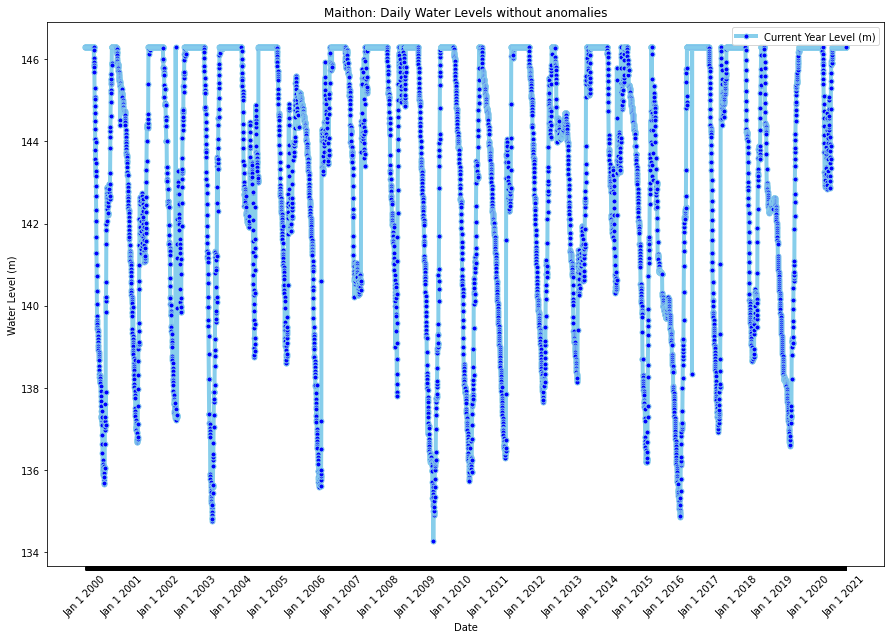 Maithon: Daily Water Levels without anomalies
Current Year Level (m)
146
144
142
140
138
136
134
Water Level (m)
Jan 1 2000
Jan 1 2001
Jan 1 2002
Jan 1 2003
Jan 1 2004
Jan 1 2005
Jan 1 2006
Jan 1 2007
Jan 1 2008
Jan 1 2009
Jan 1 2010
Jan 1 2011
Jan 1 2012
Jan 1 2013
Jan 1 2014
Jan 1 2015
Jan 1 2016
Jan 1 2017
Jan 1 2018
Jan 1 2019
Jan 1 2020
Jan 1 2021
Date